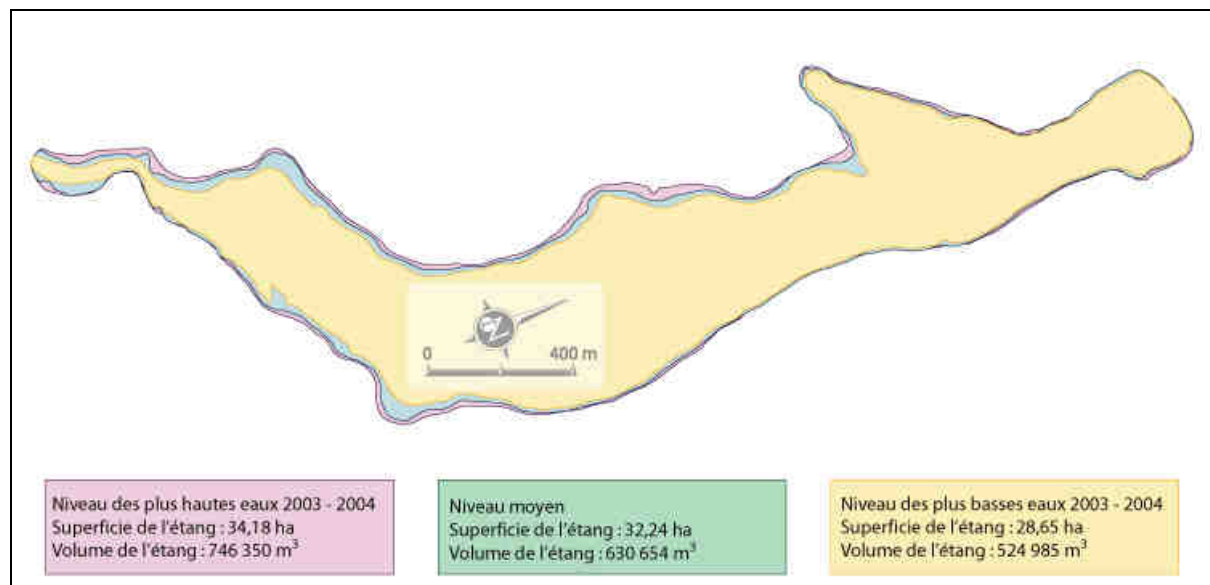 0 400 m
Niveau des plus hautes eaux 2003 - 2004
Superficie de l'étang : 34,18 ha
Volume de l'étang : 746 350 m³
Niveau moyen
Superficie de l'étang : 32,24 ha
Volume de l'étang : 630 654 m³
Niveau des plus basses eaux 2003 - 2004
Superficie de l'étang : 28,65 ha
Volume de l'étang : 524 985 m³